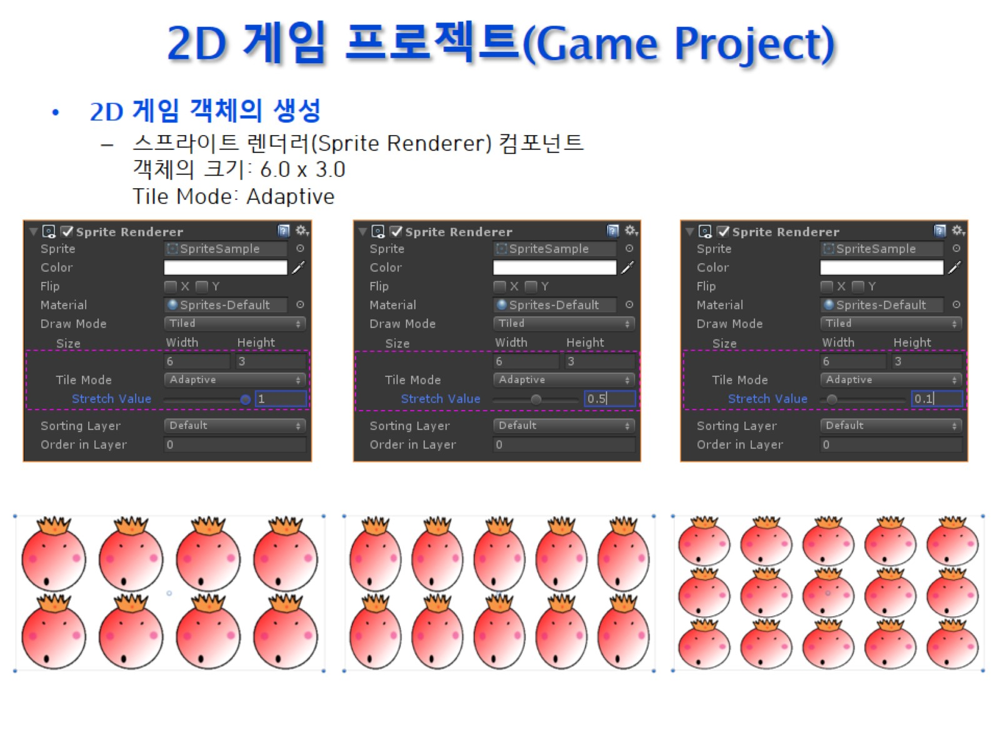 2D 게임 프로젝트(Game Project)
• 2D 게임 객체의 생성
– 스프라이트 렌더러(Sprite Renderer) 컴포넌트
객체의 크기: 6.0 x 3.0
Tile Mode: Adaptive
Sprite Renderer
Sprite SpriteSample
Color
Flip X Y
Material Sprites-Default
Draw Mode Tiled
Size Width Height
6 3
Tile Mode Adaptive
Stretch Value 1
Sorting Layer Default
Order in Layer 0
Sprite Renderer
Sprite SpriteSample
Color
Flip X Y
Material Sprites-Default
Draw Mode Tiled
Size Width Height
6 3
Tile Mode Adaptive
Stretch Value 0.5
Sorting Layer Default
Order in Layer 0
Sprite Renderer
Sprite SpriteSample
Color
Flip X Y
Material Sprites-Default
Draw Mode Tiled
Size Width Height
6 3
Tile Mode Adaptive
Stretch Value 0.1
Sorting Layer Default
Order in Layer 0